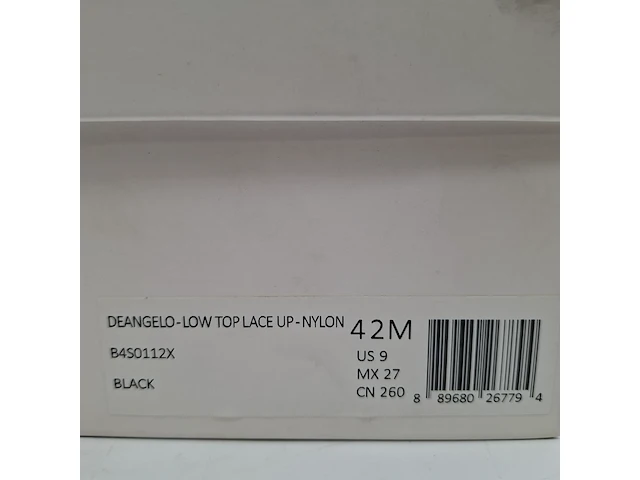 DEANGELO-LOW TOP LACE UP-NYLON
42M
B4S0112X
US 9
MX 27
BLACK
CN 260
8 89680 26779 4